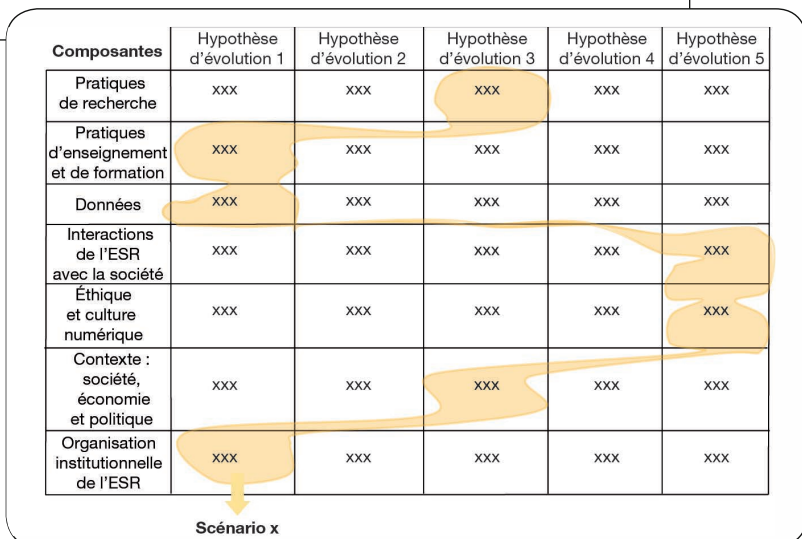 Composantes
Hypothèse
d'évolution 1
Hypothèse
d'évolution 2
Hypothèse
d'évolution 3
Hypothèse
d'évolution 4
Hypothèse
d'évolution 5
Pratiques
de recherche
xxx xxx xxx xxx xxx
Pratiques
d'enseignement
et de formation
xxx xxx xxx xxx xxx
Données
xxx xxx xxx xxx xxx
Interactions
de l'ESR
avec la société
xxx xxx xxx xxx xxx
Éthique
et culture
numérique
xxx xxx xxx xxx xxx
Contexte :
société,
économie
et politique
xxx xxx xxx xxx xxx
Organisation
institutionnelle
de l'ESR
xxx xxx xxx xxx xxx
Scénario x